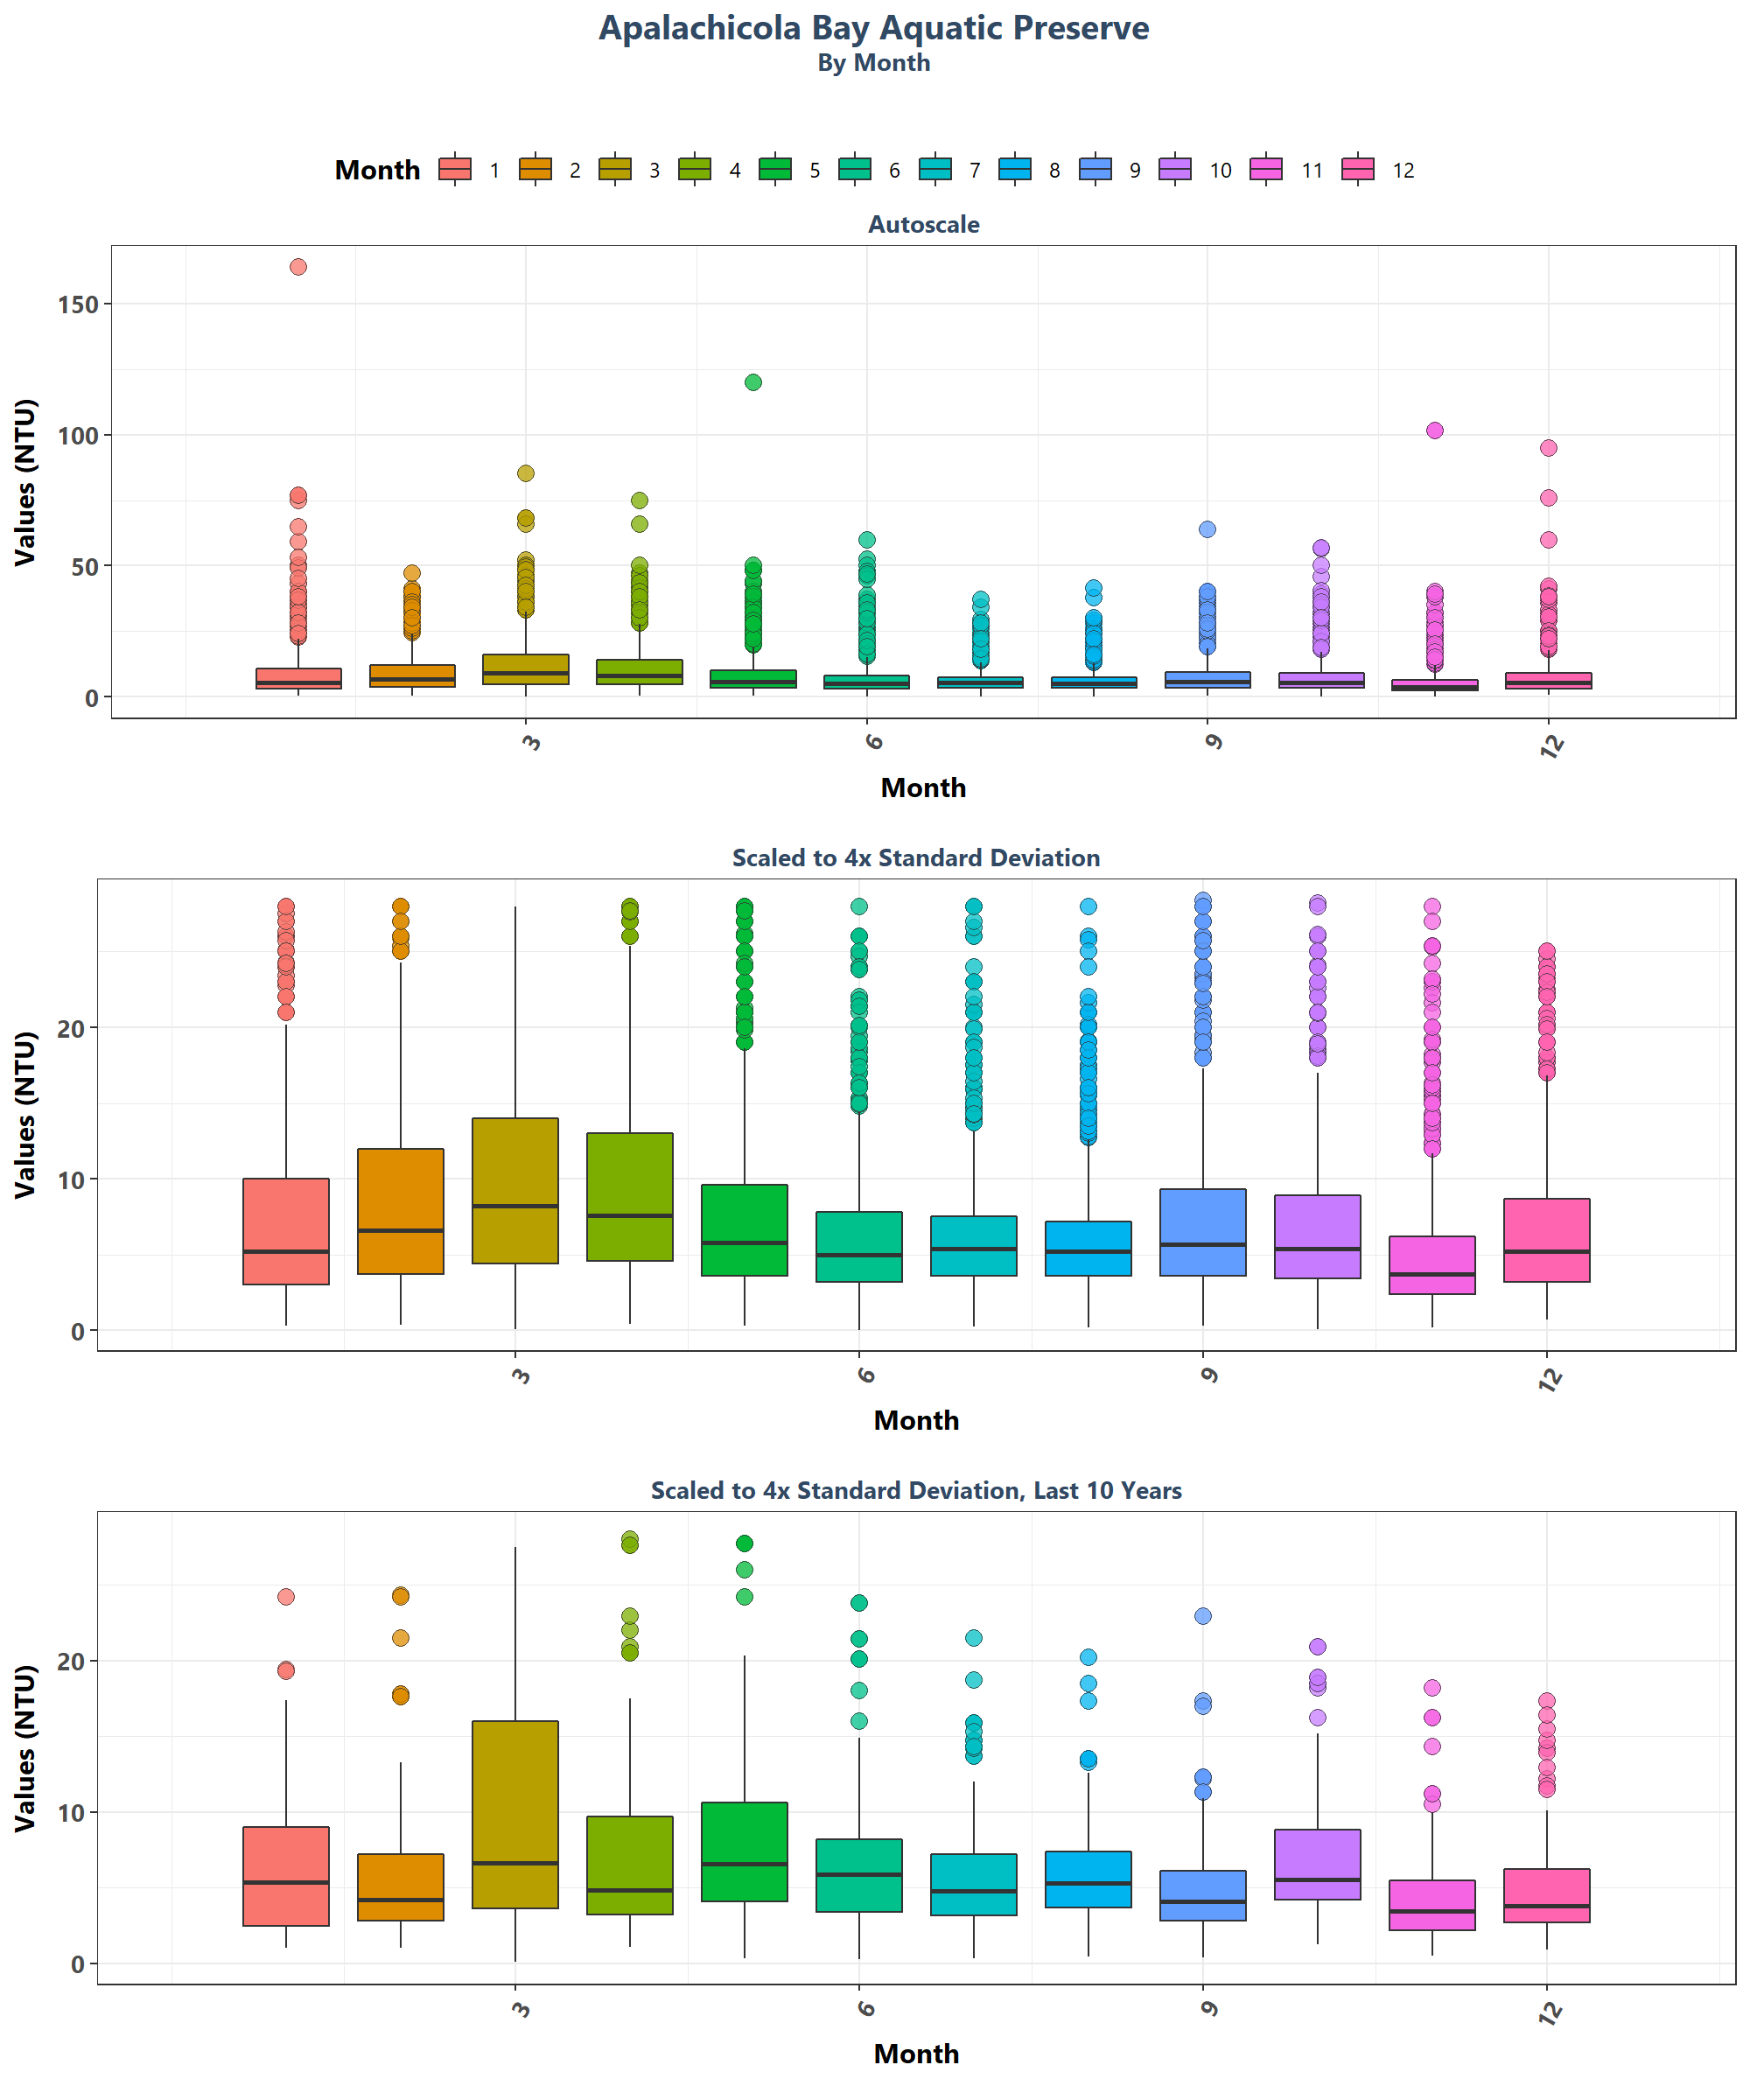 Apalachicola Bay Aquatic Preserve
By Month
Month 1 2 3 4 5 6 7 8 9 10 11 12
Autoscale
Values (NTU)
150
100
50
0
3 6 9 12
Month
Scaled to 4x Standard Deviation
Values (NTU)
20
10
0
3 6 9 12
Month
Scaled to 4x Standard Deviation, Last 10 Years
Values (NTU)
20
10
0
3 6 9 12
Month